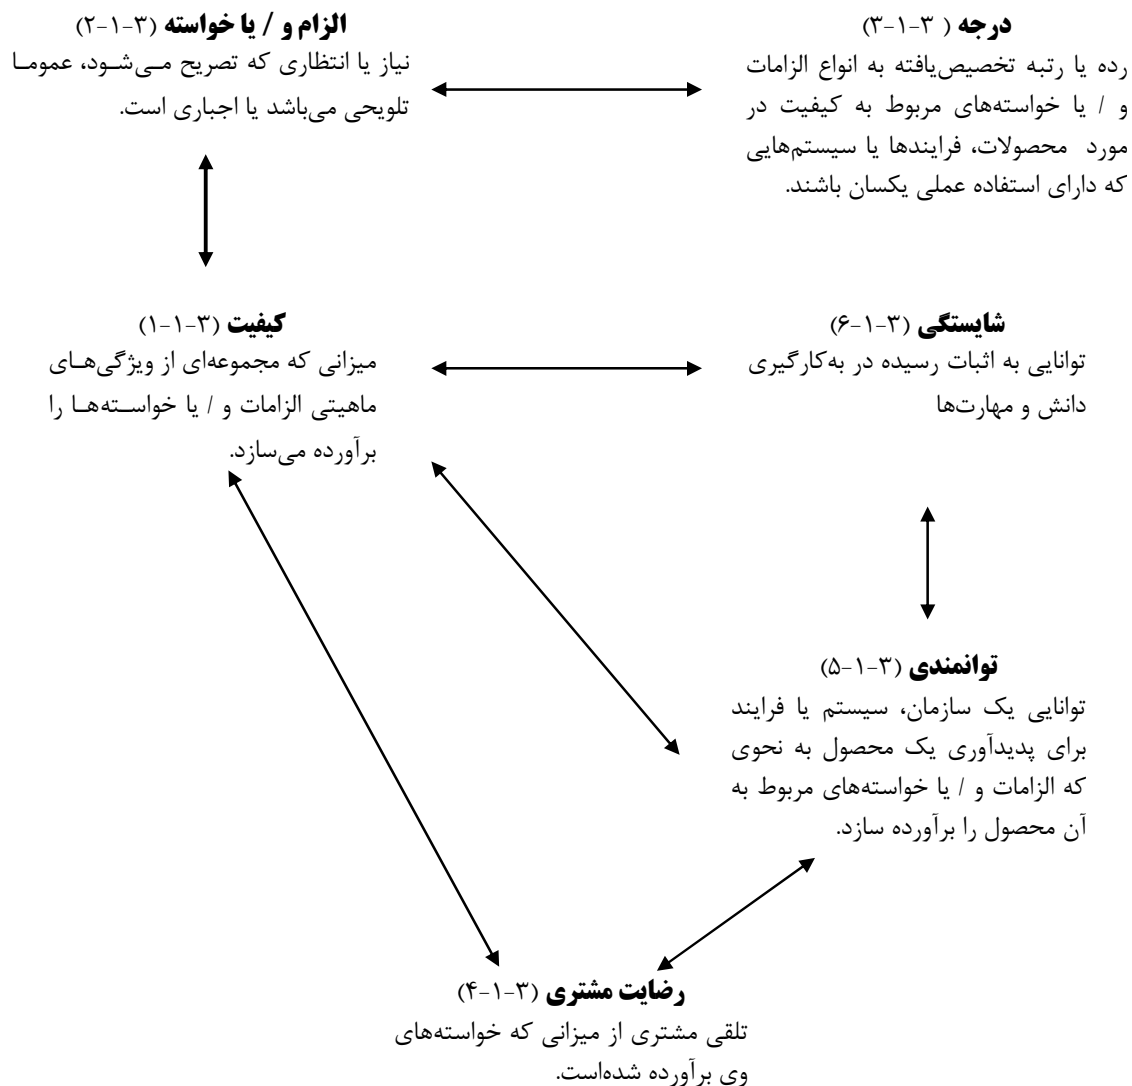 الزام و / یا خواسته (۳-۱-۲)
نیاز یا انتظاری که تصریح می‌شود، عموما
تلویحی می‌باشد یا اجباری است.
درجه ( ۳-۱-۳)
رده یا رتبه تخصیص‌یافته به انواع الزامات
و / یا خواسته‌های مربوط به کیفیت در
مورد محصولات، فرایندها یا سیستم‌هایی
که دارای استفاده عملی یکسان باشند.
کیفیت (۳-۱-۱)
میزانی که مجموعه‌ای از ویژگی‌های
ماهیتی الزامات و / یا خواسته‌ها را
برآورده می‌سازد.
شایستگی (۳-۱-۶)
توانایی به اثبات رسیده در به‌کارگیری
دانش و مهارت‌ها
توانمندی (۳-۱-۵)
توانایی یک سازمان، سیستم یا فرایند
برای پدیدآوری یک محصول به نحوی
که الزامات و / یا خواسته‌های مربوط به
آن محصول را برآورده سازد.
رضایت مشتری (۳-۱-۴)
تلقی مشتری از میزانی که خواسته‌های
وی برآورده شده‌است.